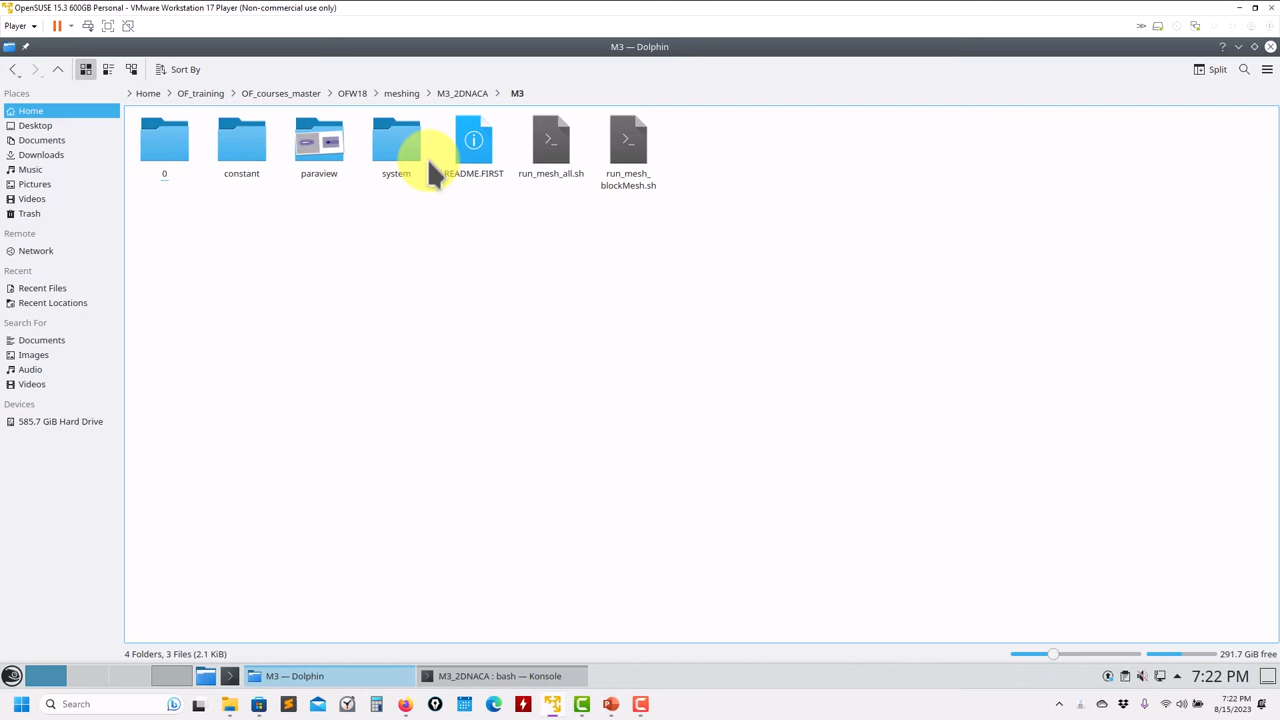 OpenSUSE 15.3 600GB Personal - VMware Workstation 17 Player (Non-commercial use only)
Player
M3 — Dolphin
Sort By
Split
Places
Home
OF_training
OF_courses_master
OFW18
meshing
M3_2DNACA
M3
Home
Desktop
Documents
Downloads
Music
Pictures
Videos
Trash
Remote
Network
Recent
Recent Files
Recent Locations
Search For
Documents
Images
Audio
Videos
Devices
585.7 GiB Hard Drive
0
constant
paraview
system
README.FIRST
run_mesh_all.sh
run_mesh_
blockMesh.sh
4 Folders, 3 Files (2.1 KiB)
291.7 GiB free
M3 — Dolphin
M3_2DNACA : bash — Konsole
7:22 PM
Search
7:22 PM
8/15/2023